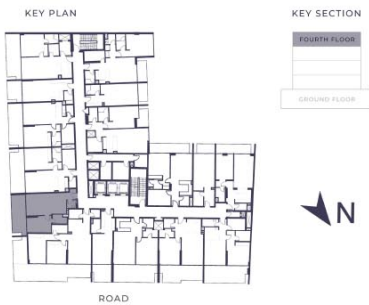 KEY PLAN
KEY SECTION
FOURTH FLOOR
GROUND FLOOR
N
ROAD